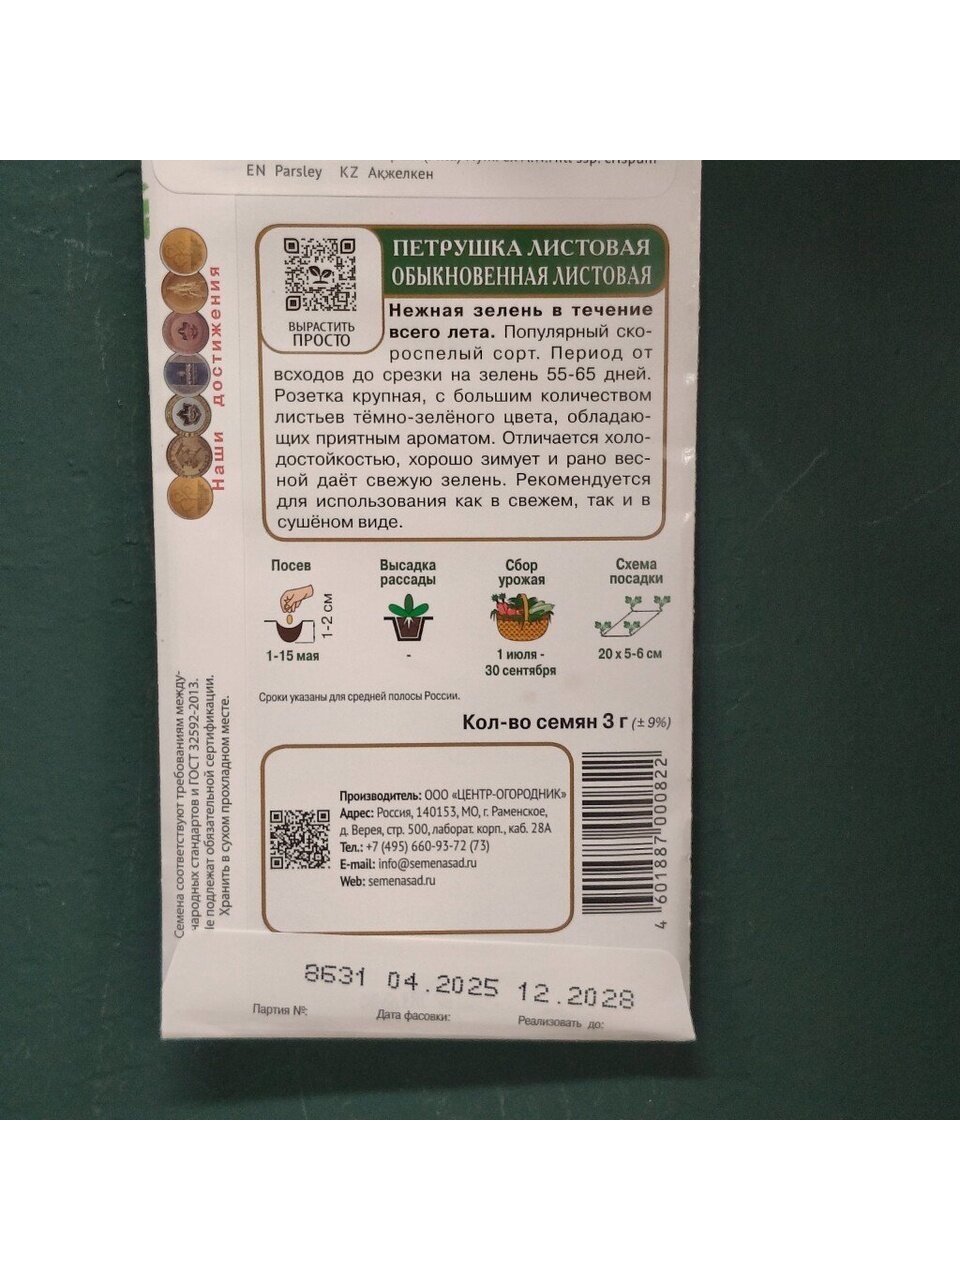 EN Parsley KZ Ақжелкен
Наши достижения
ВЫРАСТИТЬ
ПРОСТО
ПЕТРУШКА ЛИСТОВАЯ
ОБЫКНОВЕННАЯ ЛИСТОВАЯ
Нежная зелень в течение
всего лета. Популярный ско-
роспелый сорт. Период от
всходов до срезки на зелень 55-65 дней.
Розетка крупная, с большим количеством
листьев тёмно-зелёного цвета, обладаю-
щих приятным ароматом. Отличается холо-
достойкостью, хорошо зимует и рано вес-
ной даёт свежую зелень. Рекомендуется
для использования как в свежем, так и в
сушёном виде.
Посев
1-2 см
1-15 мая
Высадка
рассады
-
Сбор
урожая
1 июля -
30 сентября
Схема
посадки
20 х 5-6 см
Сроки указаны для средней полосы России.
Кол-во семян 3 г (± 9%)
Семена соответствуют требованиям между-
народных стандартов и ГОСТ 32592-2013.
Не подлежат обязательной сертификации.
Хранить в сухом прохладном месте.
Производитель: ООО «ЦЕНТР-ОГОРОДНИК»
Адрес: Россия, 140153, МО, г. Раменское,
д. Верея, стр. 500, лаборат. корп., каб. 28А
Тел.: +7 (495) 660-93-72 (73)
E-mail: info@semenasad.ru
Web: semenasad.ru
4 601887 000822
8631 04.2025 12.2028
Партия №: Дата фасовки: Реализовать до: